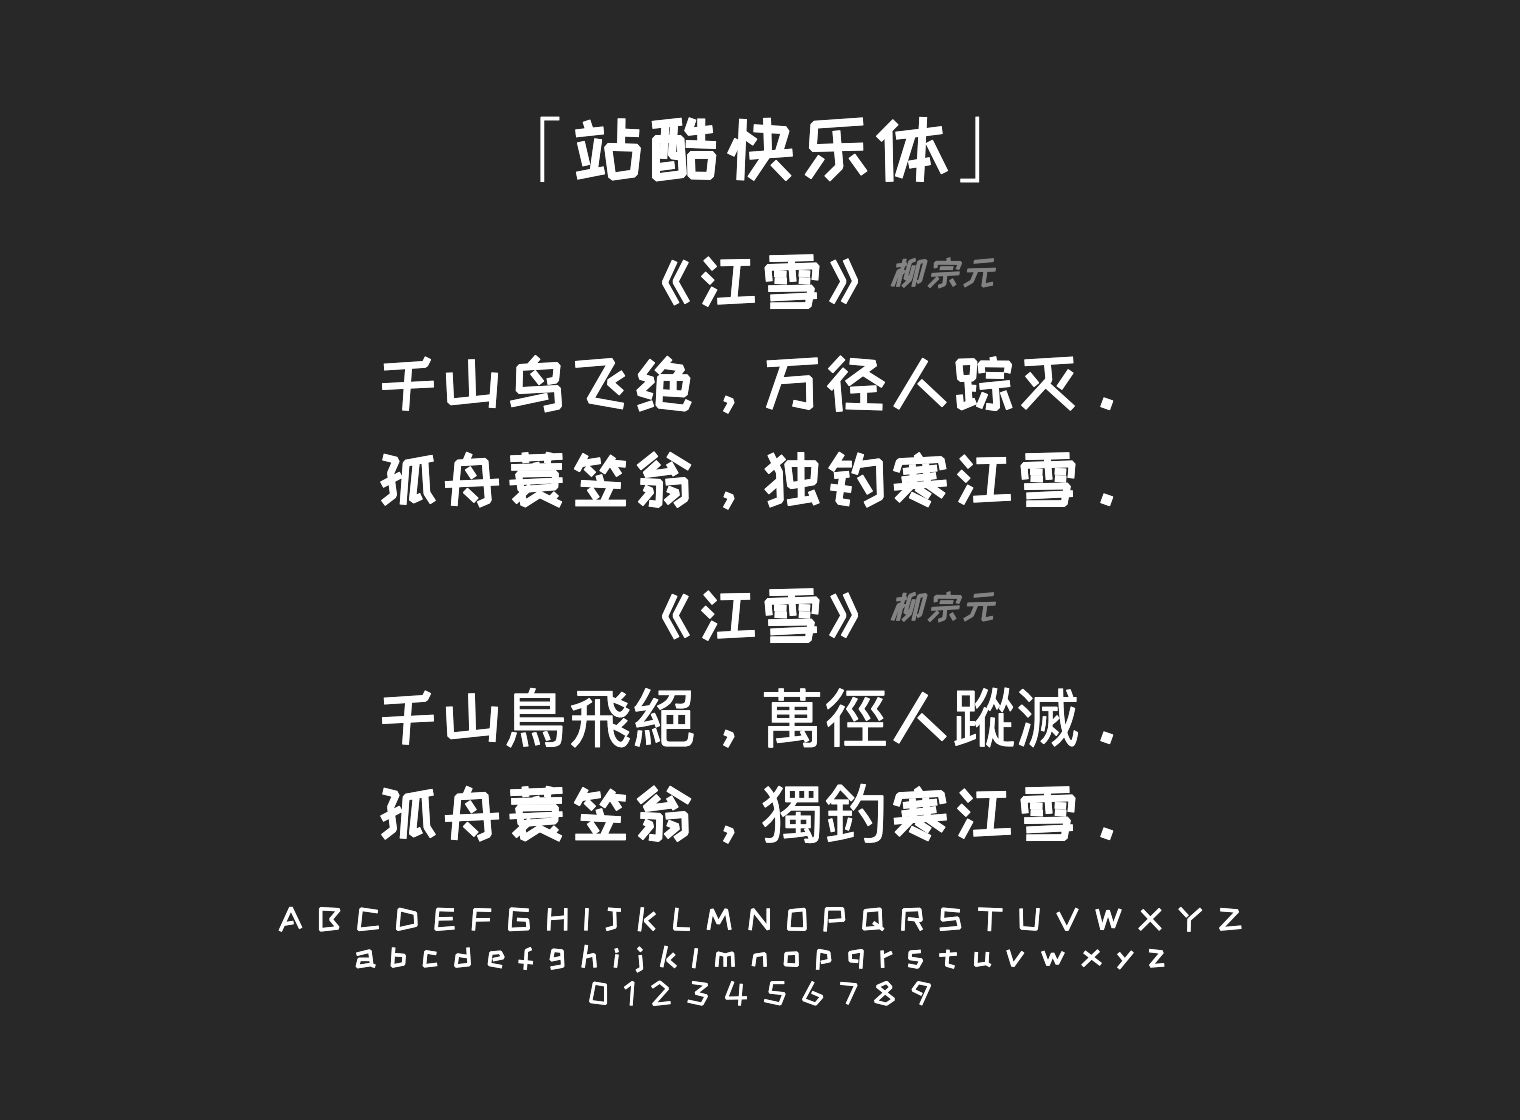 「站酷快乐体」
《江雪》柳宗元
千山鸟飞绝，万径人踪灭．
孤舟蓑笠翁，独钓寒江雪．
《江雪》柳宗元
千山鳥飛絕，萬徑人蹤滅．
孤舟蓑笠翁，獨釣寒江雪．
A B C D E F G H I J K L M N O P Q R S T U V W X Y Z
a b c d e f g h i j k l m n o p q r s t u v w x y z
0 1 2 3 4 5 6 7 8 9